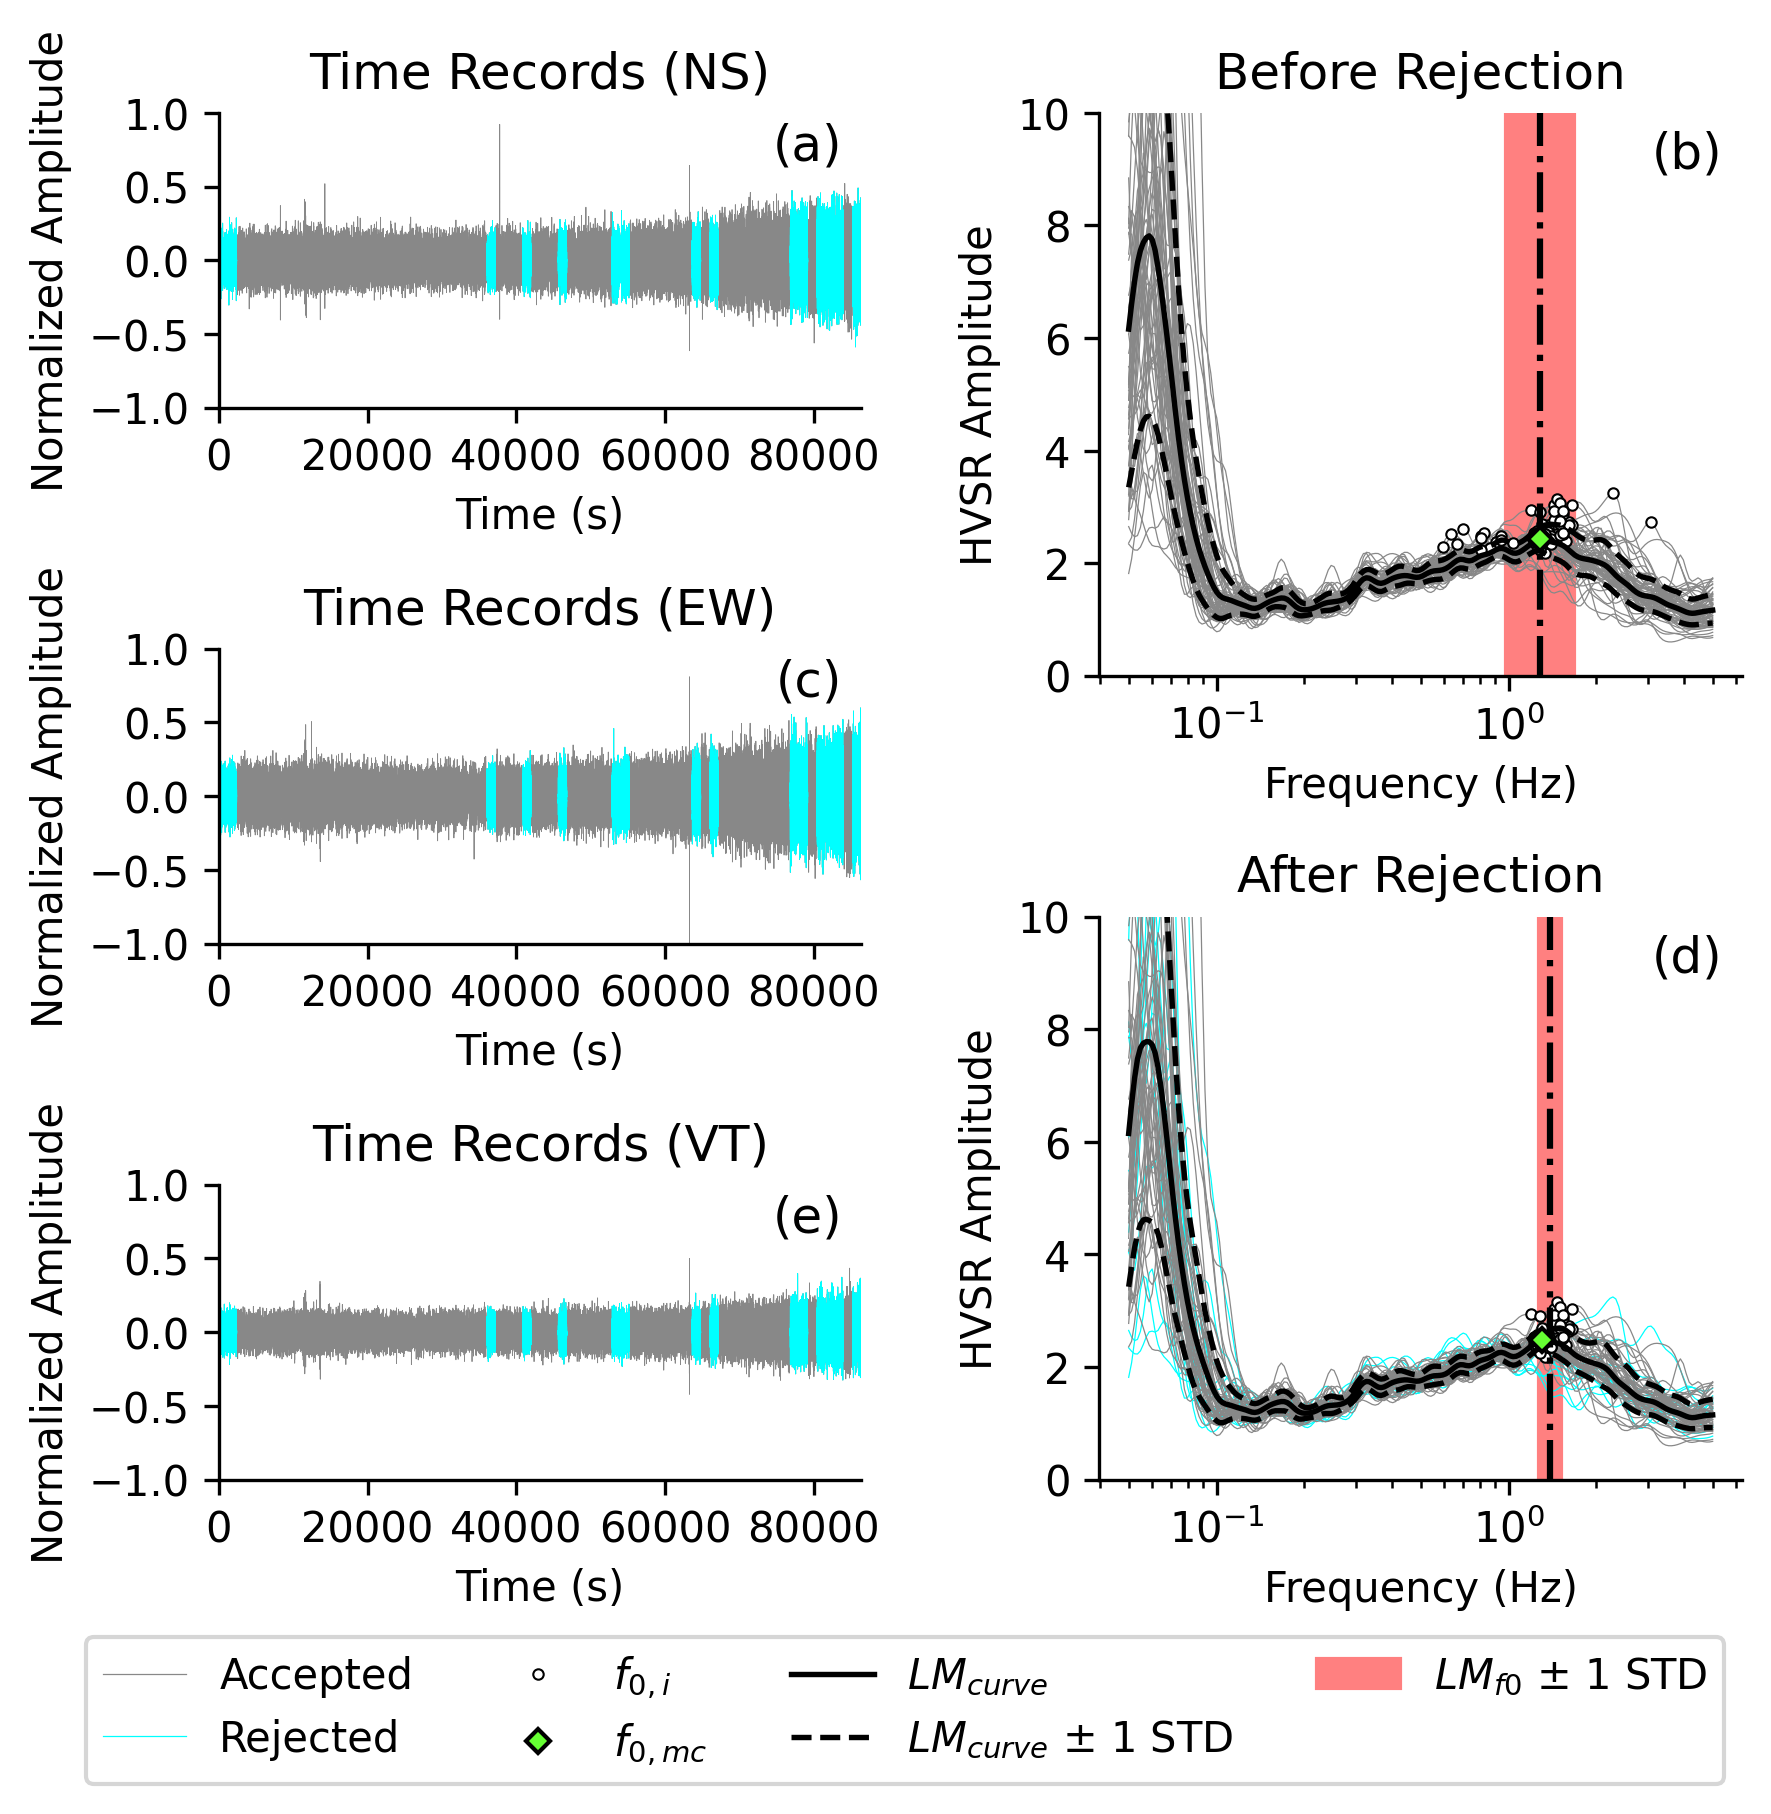 Time Records (NS)
(a)
Normalized Amplitude
1.0
0.5
0.0
−0.5
−1.0
0 20000 40000 60000 80000
Time (s)
Before Rejection
(b)
HVSR Amplitude
10
8
6
4
2
0
10⁻¹ 10⁰
Frequency (Hz)
Time Records (EW)
(c)
Normalized Amplitude
1.0
0.5
0.0
−0.5
−1.0
0 20000 40000 60000 80000
Time (s)
After Rejection
(d)
HVSR Amplitude
10
8
6
4
2
0
10⁻¹ 10⁰
Frequency (Hz)
Time Records (VT)
(e)
Normalized Amplitude
1.0
0.5
0.0
−0.5
−1.0
0 20000 40000 60000 80000
Time (s)
Accepted
Rejected
f0,i
f0,mc
LMcurve
LMcurve ± 1 STD
LMf0 ± 1 STD